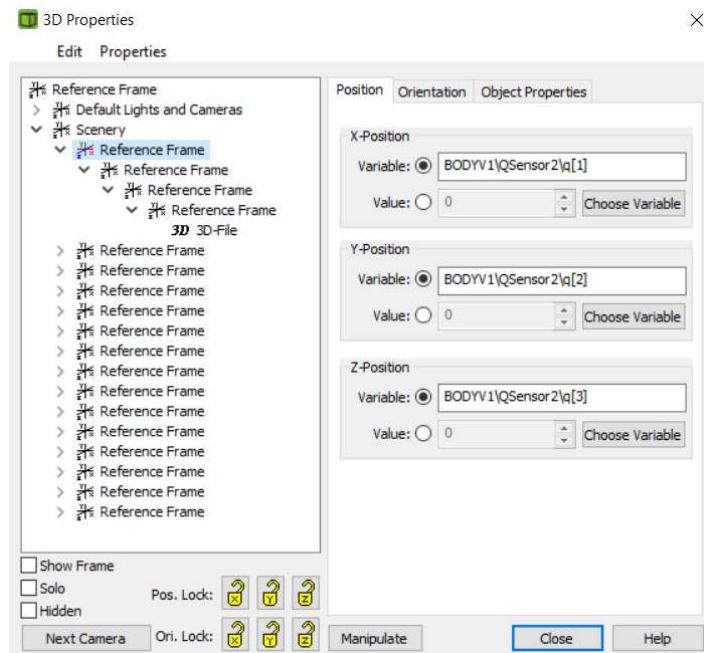 3D Properties
Edit Properties
Reference Frame
Default Lights and Cameras
Scenery
Reference Frame
Reference Frame
Reference Frame
Reference Frame
3D 3D-File
Reference Frame
Reference Frame
Reference Frame
Reference Frame
Reference Frame
Reference Frame
Reference Frame
Reference Frame
Reference Frame
Reference Frame
Reference Frame
Reference Frame
Reference Frame
Reference Frame
Show Frame
Solo
Hidden
Pos. Lock: X Y Z
Next Camera
Ori. Lock: X Y Z
Position Orientation Object Properties
X-Position
Variable: BODYV1\QSensor2\q[1]
Value: 0 Choose Variable
Y-Position
Variable: BODYV1\QSensor2\q[2]
Value: 0 Choose Variable
Z-Position
Variable: BODYV1\QSensor2\q[3]
Value: 0 Choose Variable
Manipulate Close Help